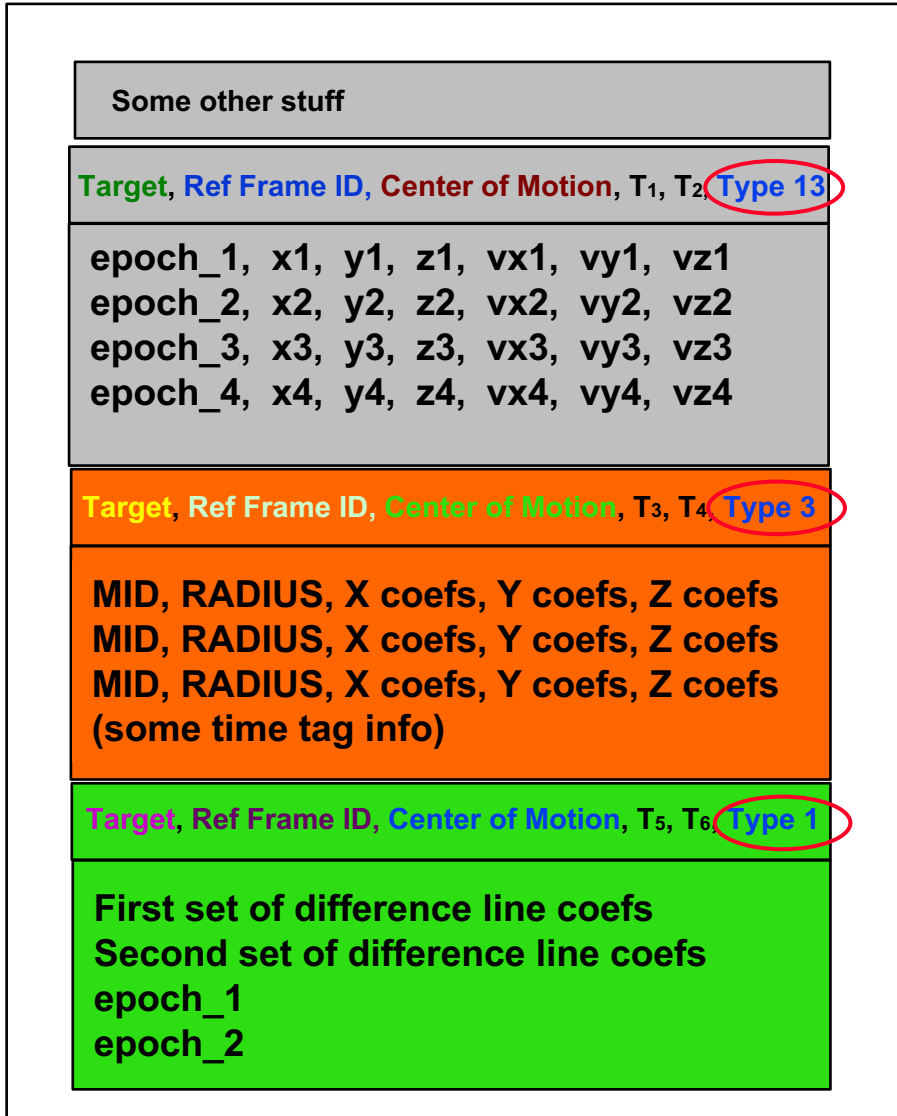 Some other stuff
Target, Ref Frame ID, Center of Motion, T1, T2, Type 13
epoch_1, x1, y1, z1, vx1, vy1, vz1
epoch_2, x2, y2, z2, vx2, vy2, vz2
epoch_3, x3, y3, z3, vx3, vy3, vz3
epoch_4, x4, y4, z4, vx4, vy4, vz4
Target, Ref Frame ID, Center of Motion, T3, T4, Type 3
MID, RADIUS, X coefs, Y coefs, Z coefs
MID, RADIUS, X coefs, Y coefs, Z coefs
MID, RADIUS, X coefs, Y coefs, Z coefs
(some time tag info)
Target, Ref Frame ID, Center of Motion, T5, T6, Type 1
First set of difference line coefs
Second set of difference line coefs
epoch_1
epoch_2